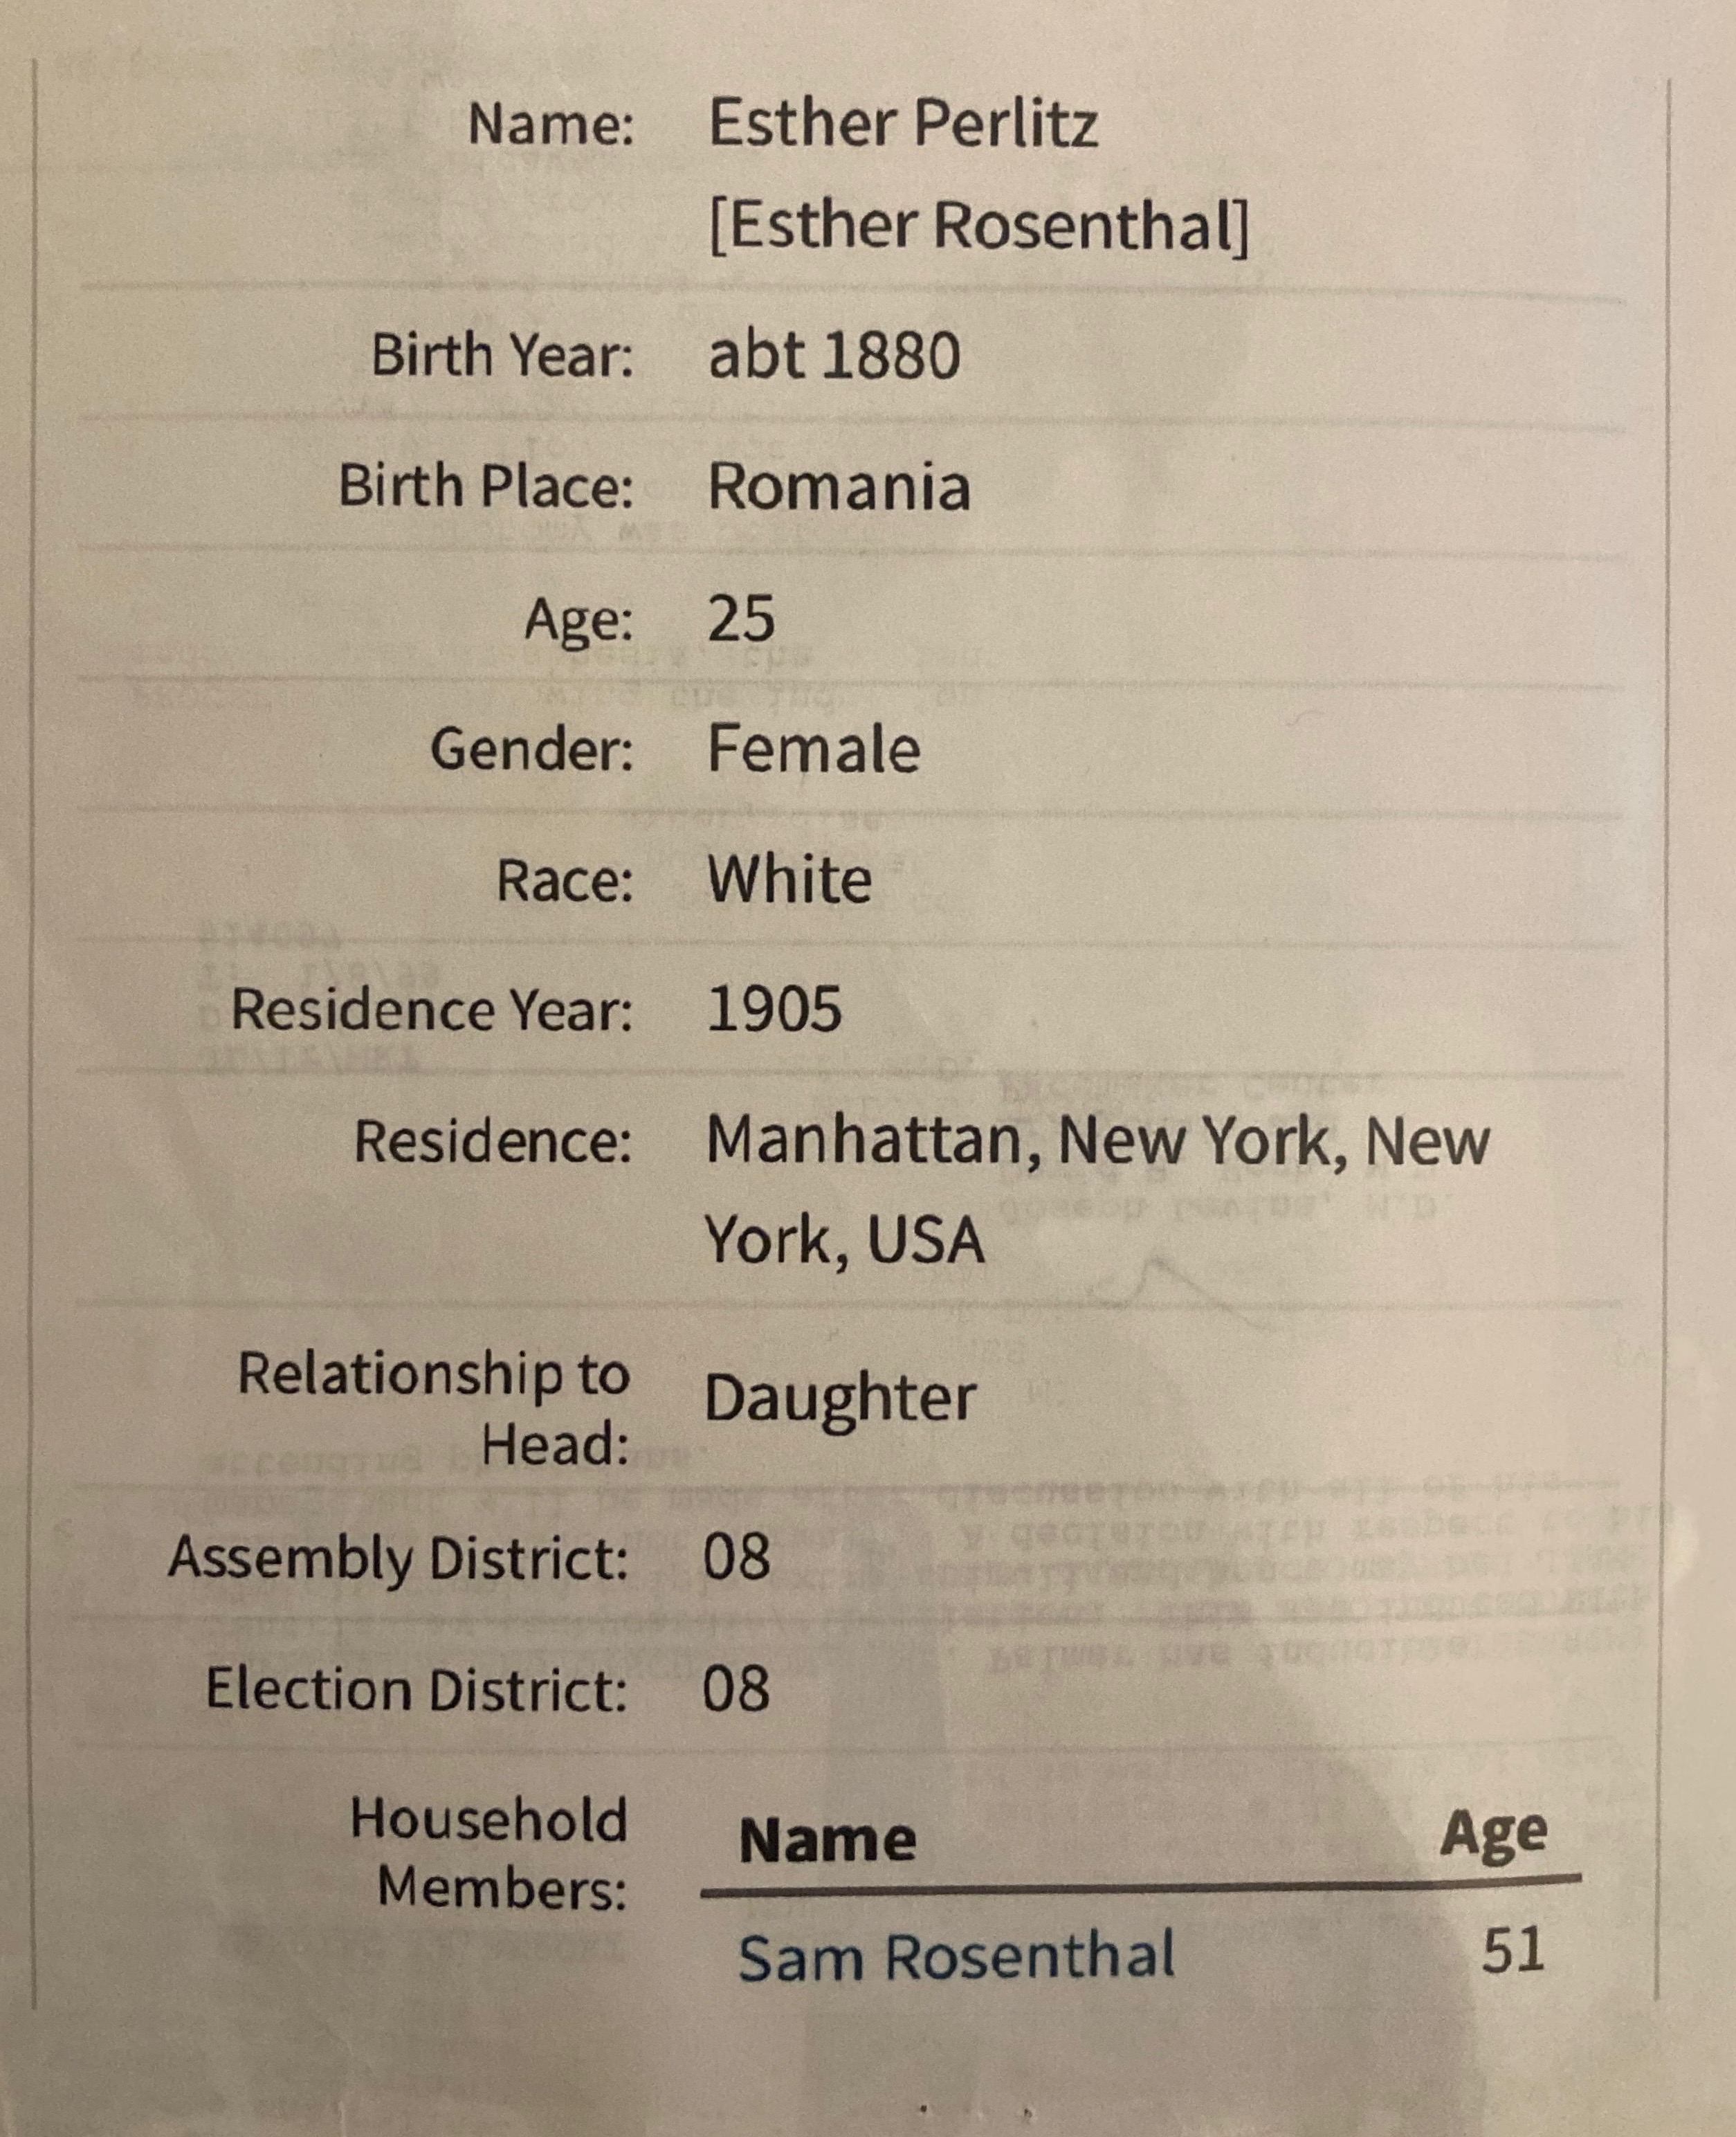 Name: Esther Perlitz
[Esther Rosenthal]
Birth Year: abt 1880
Birth Place: Romania
Age: 25
Gender: Female
Race: White
Residence Year: 1905
Residence: Manhattan, New York, New
York, USA
Relationship to
Head: Daughter
Assembly District: 08
Election District: 08
Household
Members:
Name Age
Sam Rosenthal 51